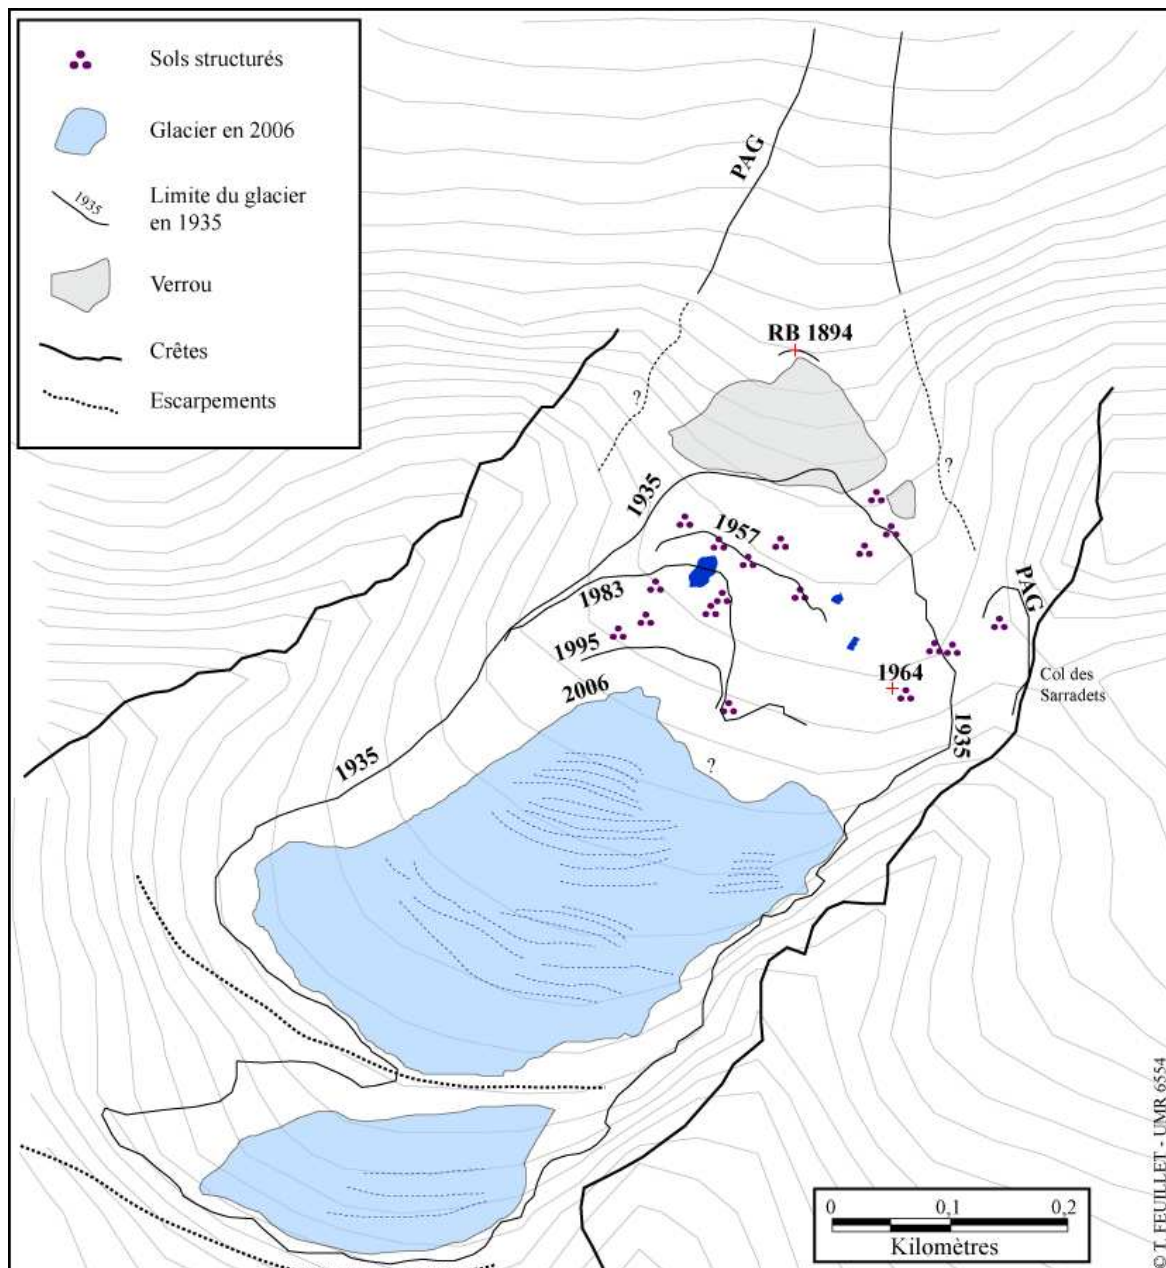 Sols structurés
Glacier en 2006
1935
Limite du glacier
en 1935
Verrou
Crêtes
Escarpements
PAG
RB 1894
?
?
1935
1957
1983
PAG
1995
1964
Col des
Sarradets
2006
1935
1935
?
0 0,1 0,2
Kilomètres
© T. FEUILLET - UMR 6554